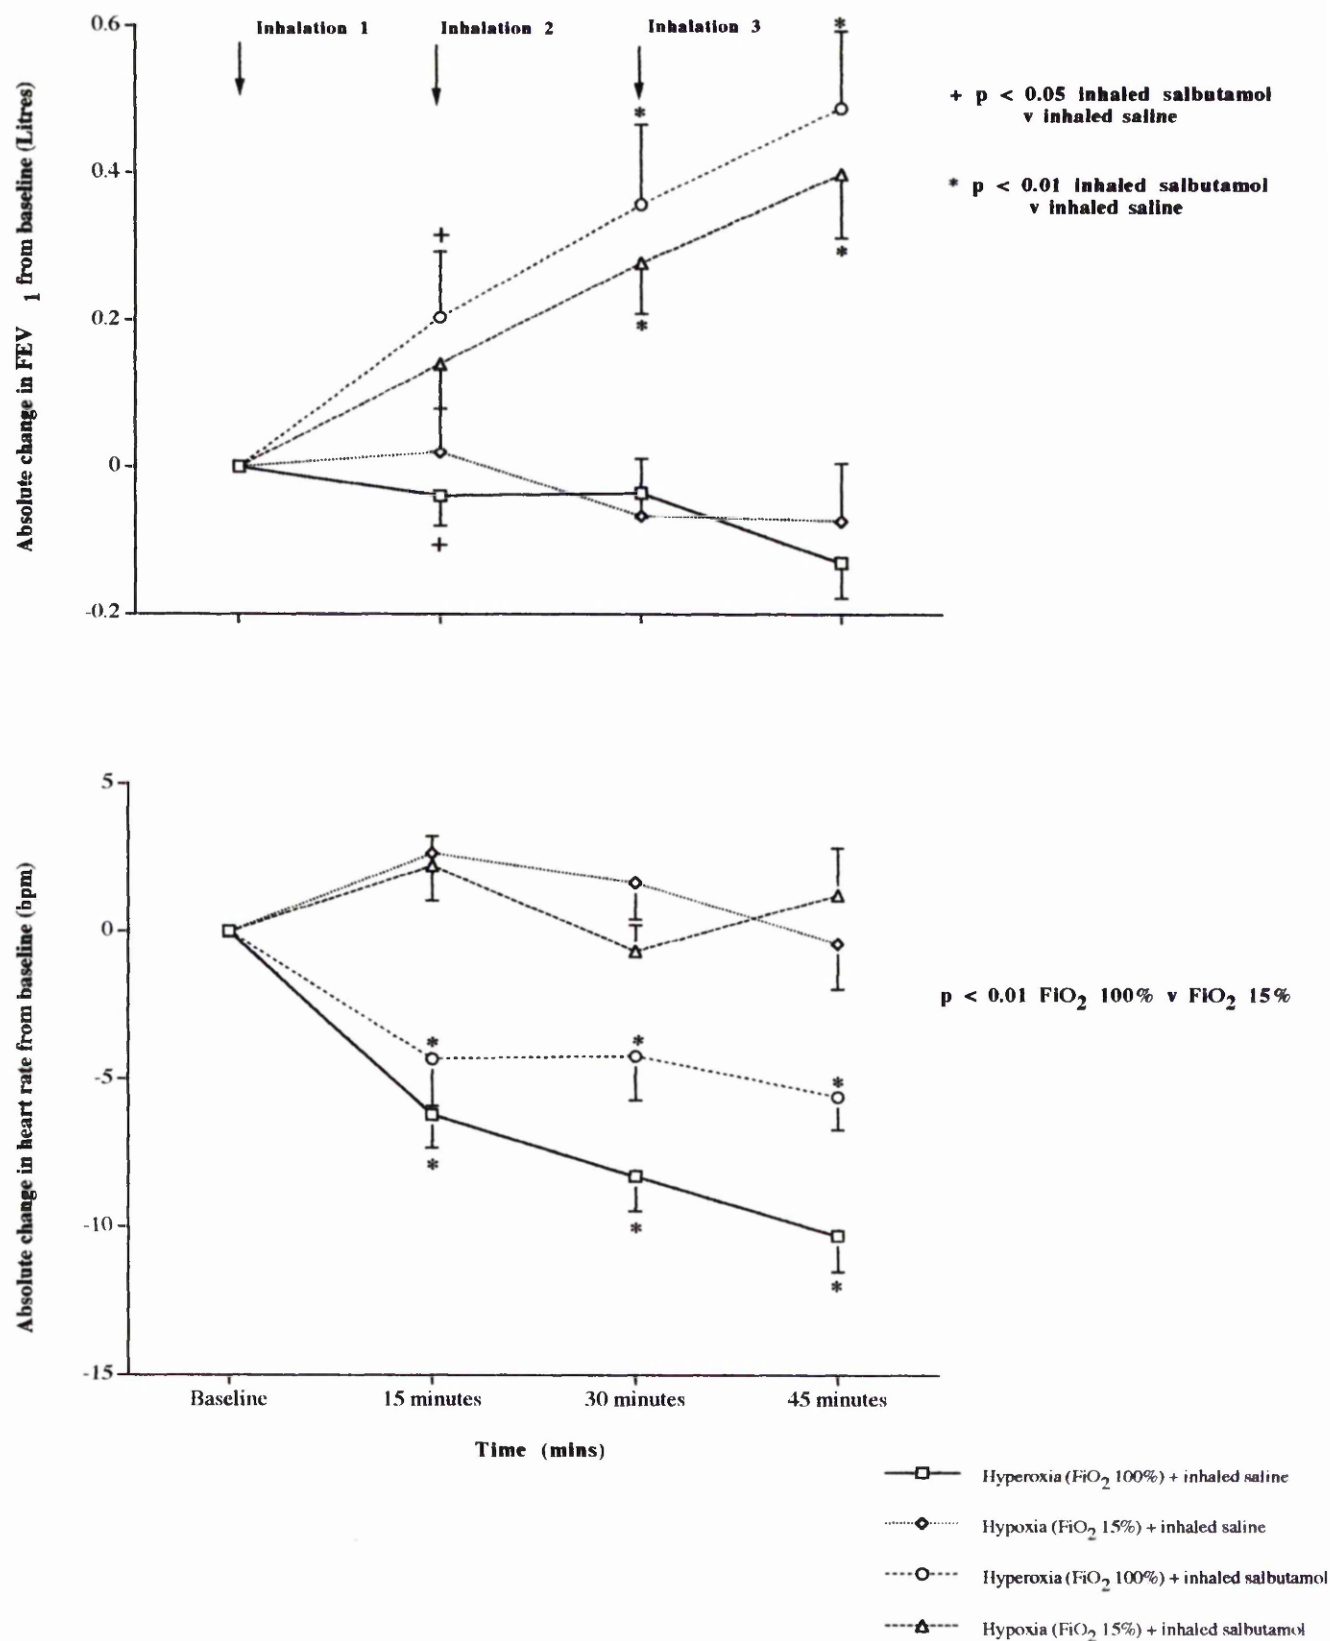 Inhalation 1
Inhalation 2
Inhalation 3
0.6
0.4
0.2
0
-0.2
Absolute change in FEV 1 from baseline (Litres)
*
*
*
*
+
+
+
+ p < 0.05 inhaled salbutamol
v inhaled saline
* p < 0.01 inhaled salbutamol
v inhaled saline
5
0
-5
-10
-15
Absolute change in heart rate from baseline (bpm)
*
*
*
*
*
*
p < 0.01 FiO2 100% v FiO2 15%
Baseline
15 minutes
30 minutes
45 minutes
Time (mins)
Hyperoxia (FiO2 100%) + inhaled saline
Hypoxia (FiO2 15%) + inhaled saline
Hyperoxia (FiO2 100%) + inhaled salbutamol
Hypoxia (FiO2 15%) + inhaled salbutamol